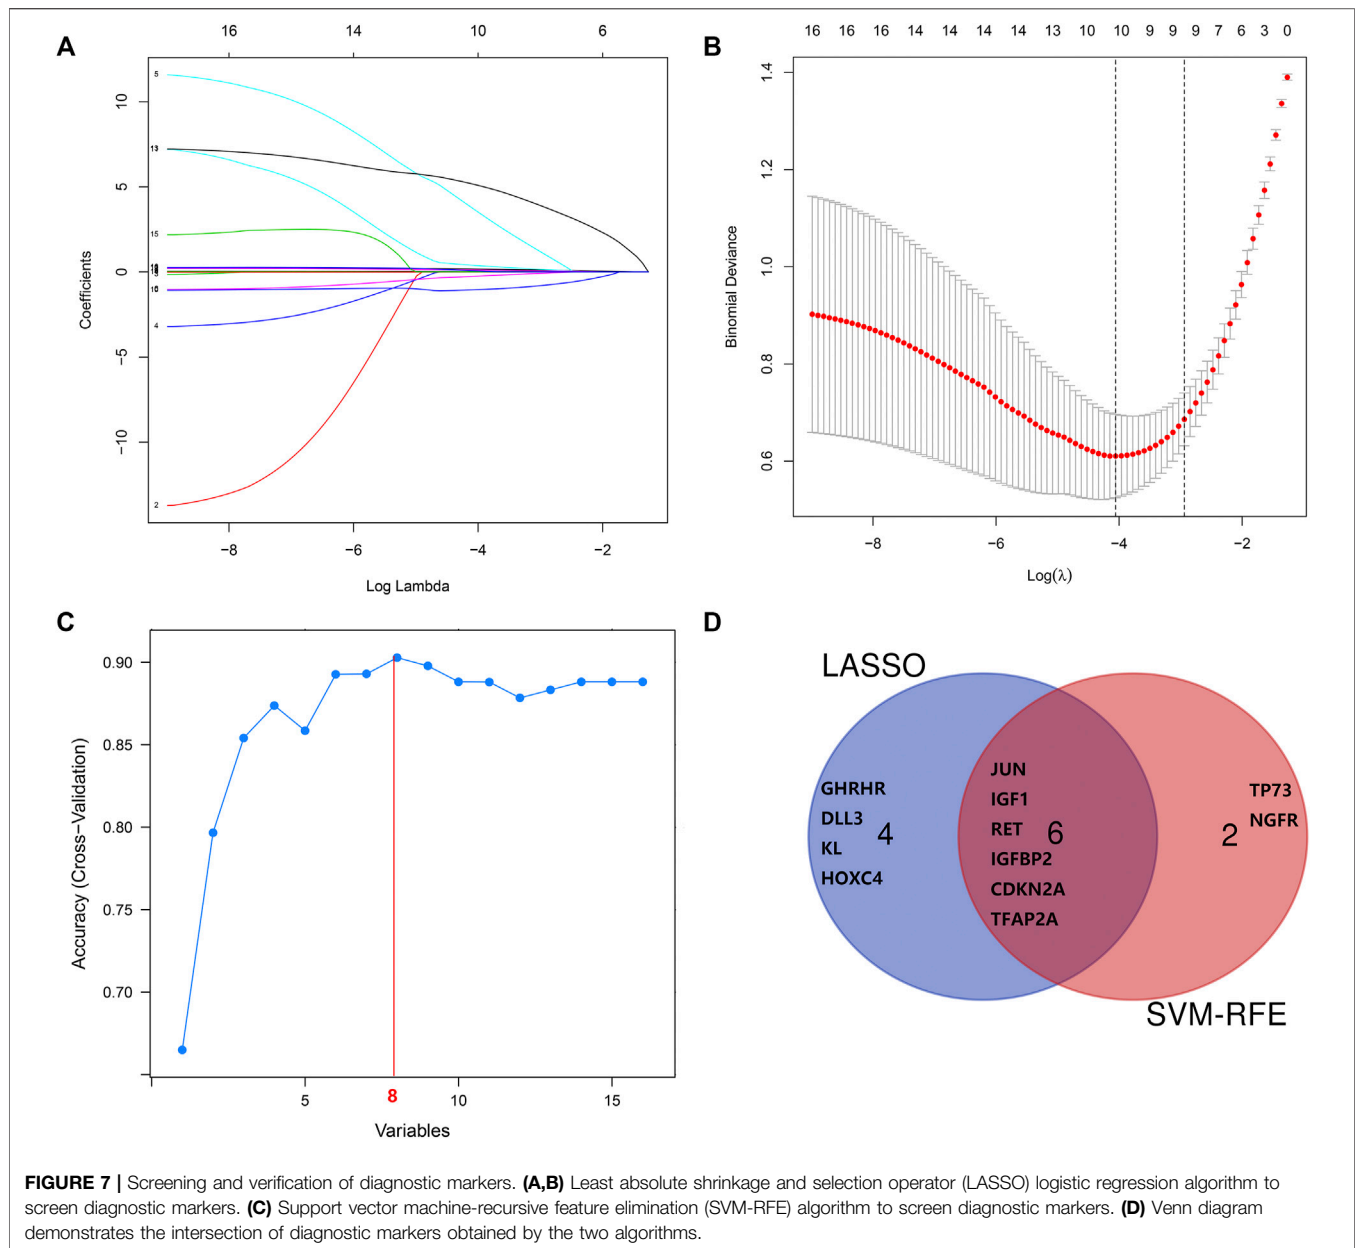 A
16 14 10 6
10
5
0
−5
−10
Coefficients
5
13
15
4
2
−8 −6 −4 −2
Log Lambda
B
16 16 16 14 14 14 14 13 10 10 9 9 9 7 6 3 0
1.4
1.2
1.0
0.8
0.6
Binomial Deviance
−8 −6 −4 −2
Log(λ)
C
0.90
0.85
0.80
0.75
0.70
Accuracy (Cross−Validation)
5 8 10 15
Variables
D
LASSO
GHRHR
DLL3
KL
HOXC4
4
JUN
IGF1
RET
IGFBP2
CDKN2A
TFAP2A
6
TP73
NGFR
2
SVM-RFE
FIGURE 7 | Screening and verification of diagnostic markers. (A,B) Least absolute shrinkage and selection operator (LASSO) logistic regression algorithm to
screen diagnostic markers. (C) Support vector machine-recursive feature elimination (SVM-RFE) algorithm to screen diagnostic markers. (D) Venn diagram
demonstrates the intersection of diagnostic markers obtained by the two algorithms.